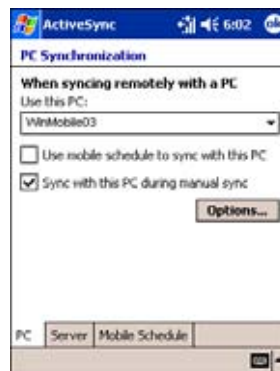 ActiveSync 6:02 ok
PC Synchronization
When syncing remotely with a PC
Use this PC:
WinMobile03
Use mobile schedule to sync with this PC
Sync with this PC during manual sync
Options...
PC Server Mobile Schedule